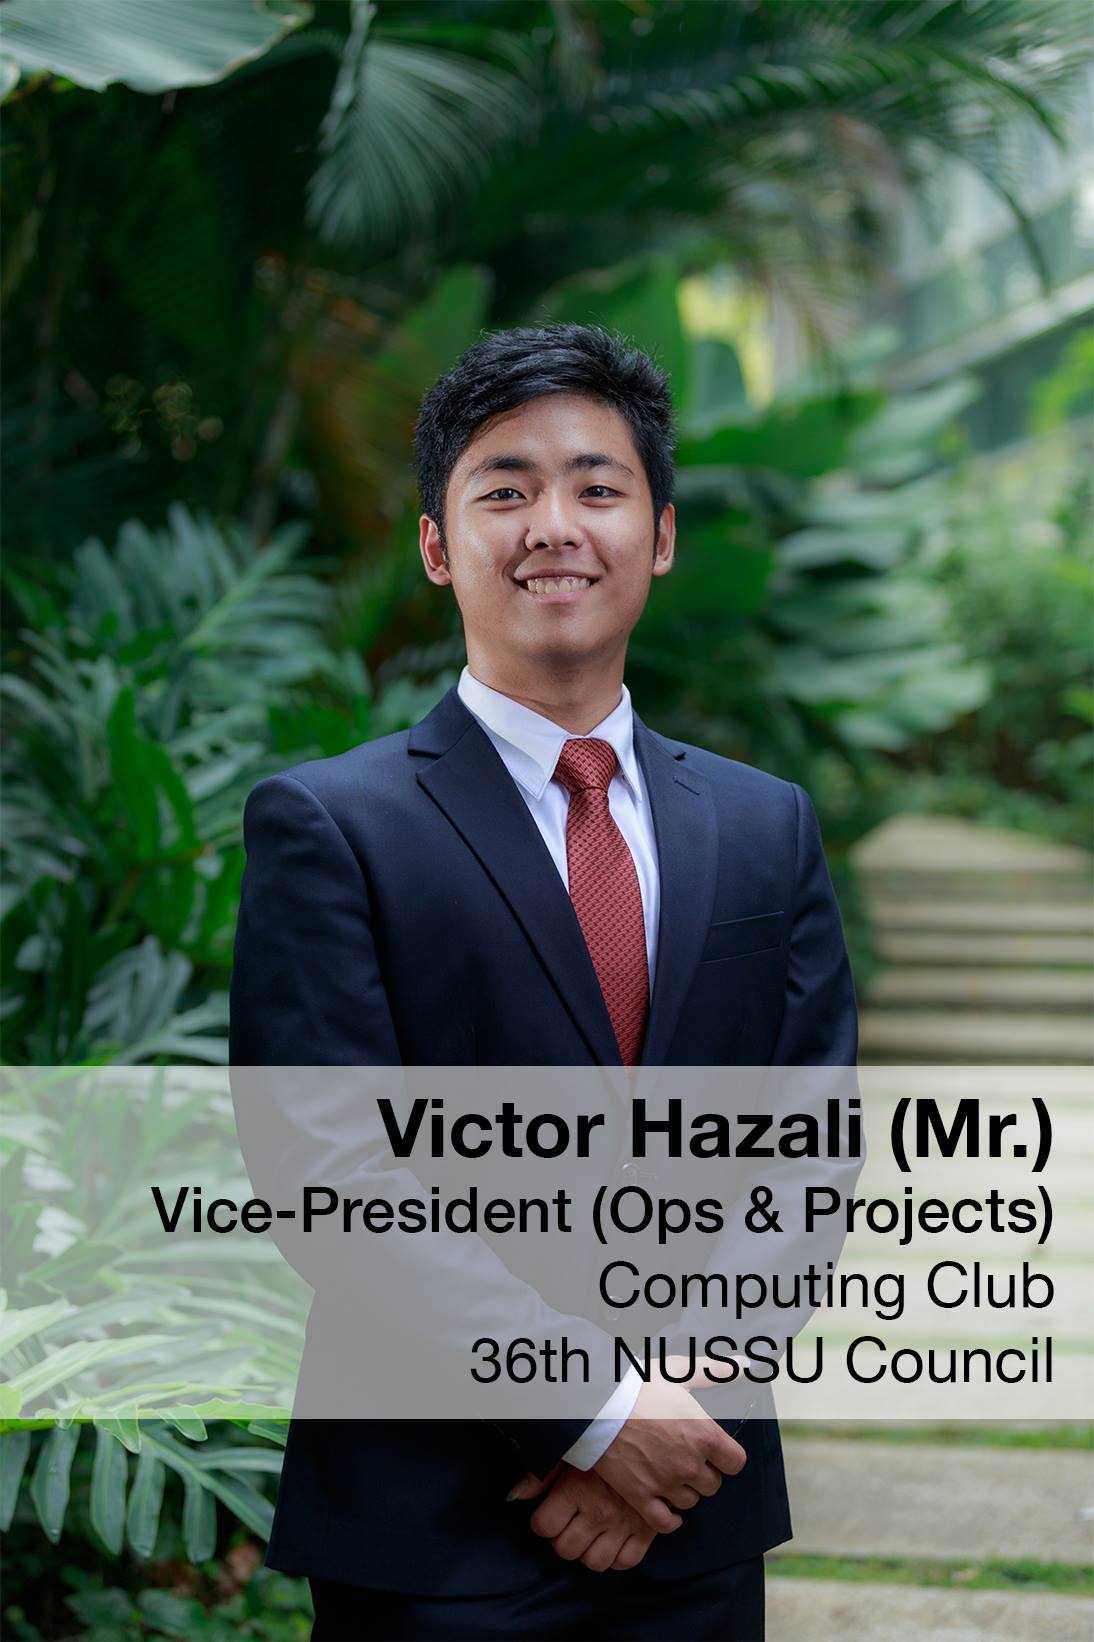 Victor Hazali (Mr.)
Vice-President (Ops & Projects)
Computing Club
36th NUSSU Council